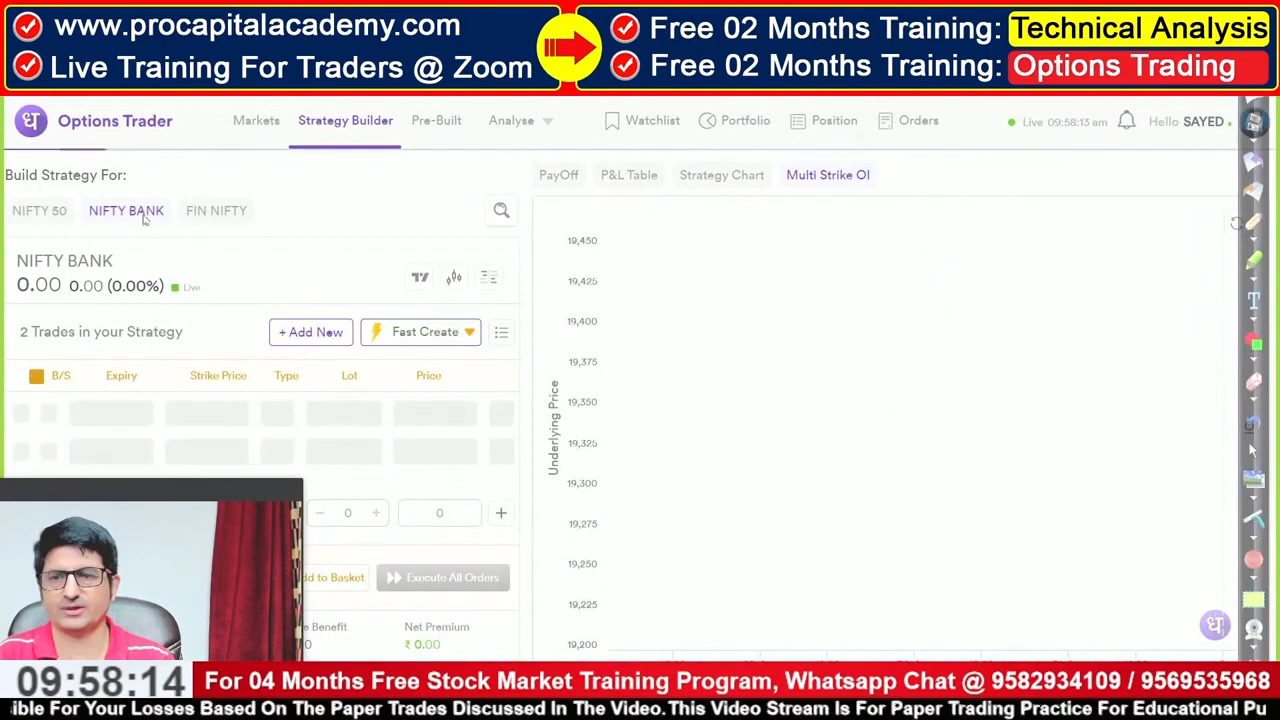 www.procapitalacademy.com
Live Training For Traders @ Zoom
Free 02 Months Training: Technical Analysis
Free 02 Months Training: Options Trading
ध Options Trader
Markets Strategy Builder Pre-Built Analyse Watchlist Portfolio Position Orders
Live 09:58:13 am Hello SAYED
Build Strategy For:
NIFTY 50 NIFTY BANK FIN NIFTY
NIFTY BANK
0.00 0.00 (0.00%) Live
2 Trades in your Strategy + Add New Fast Create
B/S Expiry Strike Price Type Lot Price
− 0 + 0 +
dd to Basket Execute All Orders
e Benefit Net Premium
0 ₹ 0.00
PayOff P&L Table Strategy Chart Multi Strike OI
Underlying Price
19,450
19,425
19,400
19,375
19,350
19,325
19,300
19,275
19,250
19,225
19,200
T
ध
09:58:14
For 04 Months Free Stock Market Training Program, Whatsapp Chat @ 9582934109 / 9569535968
ible For Your Losses Based On The Paper Trades Discussed In The Video.This Video Stream Is For Paper Trading Practice For Educational Pu